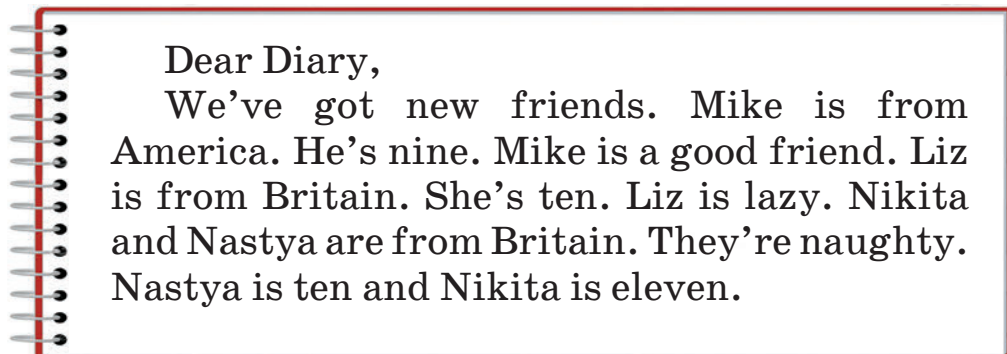 Dear Diary,
We’ve got new friends. Mike is from
America. He’s nine. Mike is a good friend. Liz
is from Britain. She’s ten. Liz is lazy. Nikita
and Nastya are from Britain. They’re naughty.
Nastya is ten and Nikita is eleven.